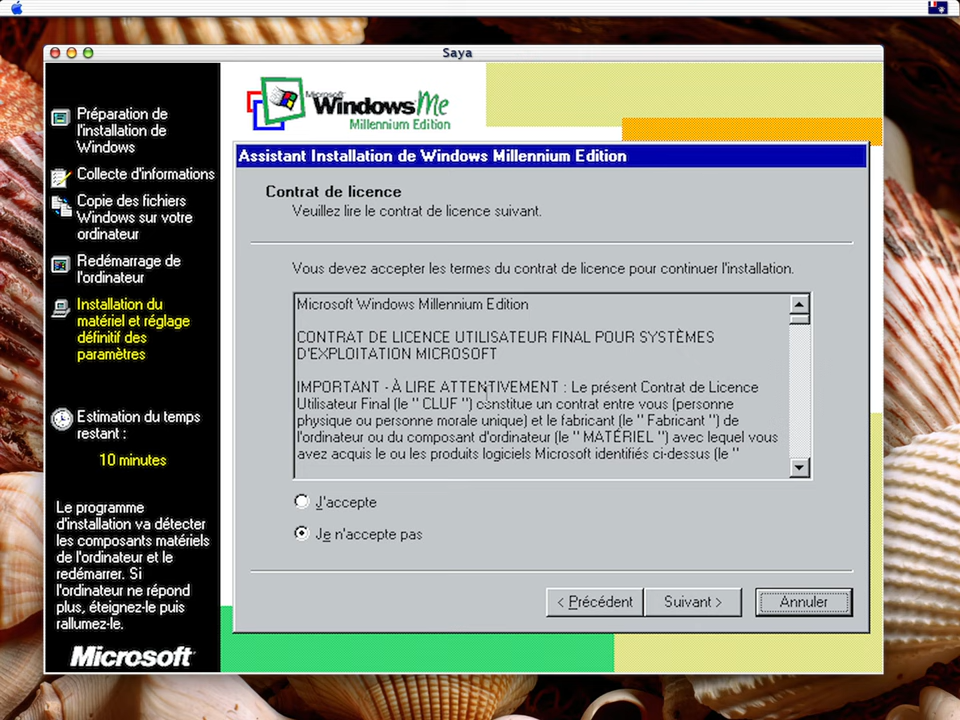 Saya
Préparation de
l'installation de
Windows
Collecte d'informations
Copie des fichiers
Windows sur votre
ordinateur
Redémarrage de
l'ordinateur
Installation du
matériel et réglage
définitif des
paramètres
Estimation du temps
restant :
10 minutes
Le programme
d'installation va détecter
les composants matériels
de l'ordinateur et le
redémarrer. Si
l'ordinateur ne répond
plus, éteignez-le puis
rallumez-le.
Microsoft
Microsoft
Windows Me
Millennium Edition
Assistant Installation de Windows Millennium Edition
Contrat de licence
Veuillez lire le contrat de licence suivant.
Vous devez accepter les termes du contrat de licence pour continuer l'installation.
Microsoft Windows Millennium Edition
CONTRAT DE LICENCE UTILISATEUR FINAL POUR SYSTÈMES
D'EXPLOITATION MICROSOFT
IMPORTANT - À LIRE ATTENTIVEMENT : Le présent Contrat de Licence
Utilisateur Final (le " CLUF ") constitue un contrat entre vous (personne
physique ou personne morale unique) et le fabricant (le " Fabricant ") de
l'ordinateur ou du composant d'ordinateur (le " MATÉRIEL ") avec lequel vous
avez acquis le ou les produits logiciels Microsoft identifiés ci-dessus (le "
J'accepte
Je n'accepte pas
< Précédent
Suivant >
Annuler